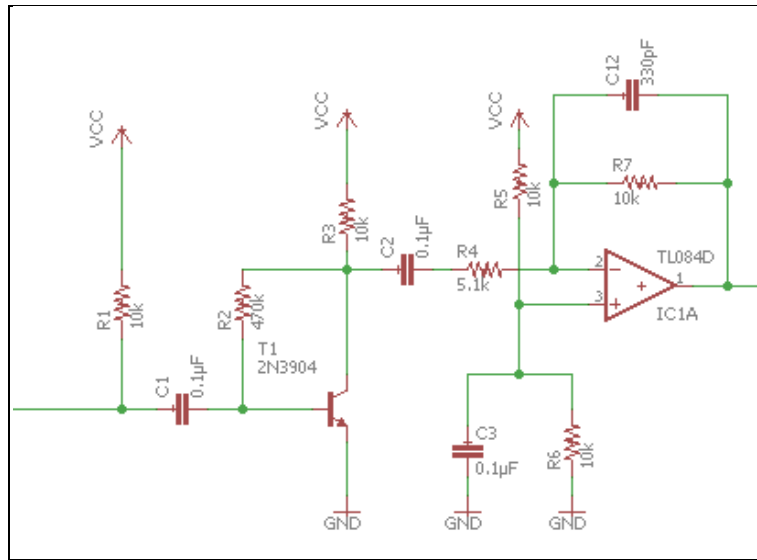 C12
330pF
VCC
VCC
VCC
R7
10k
R5
10k
R3
10k
C2
0.1µF
R4
5.1k
TL084D
2
1
3
IC1A
R1
10k
R2
470k
T1
2N3904
C1
0.1µF
C3
0.1µF
R6
10k
GND
GND
GND